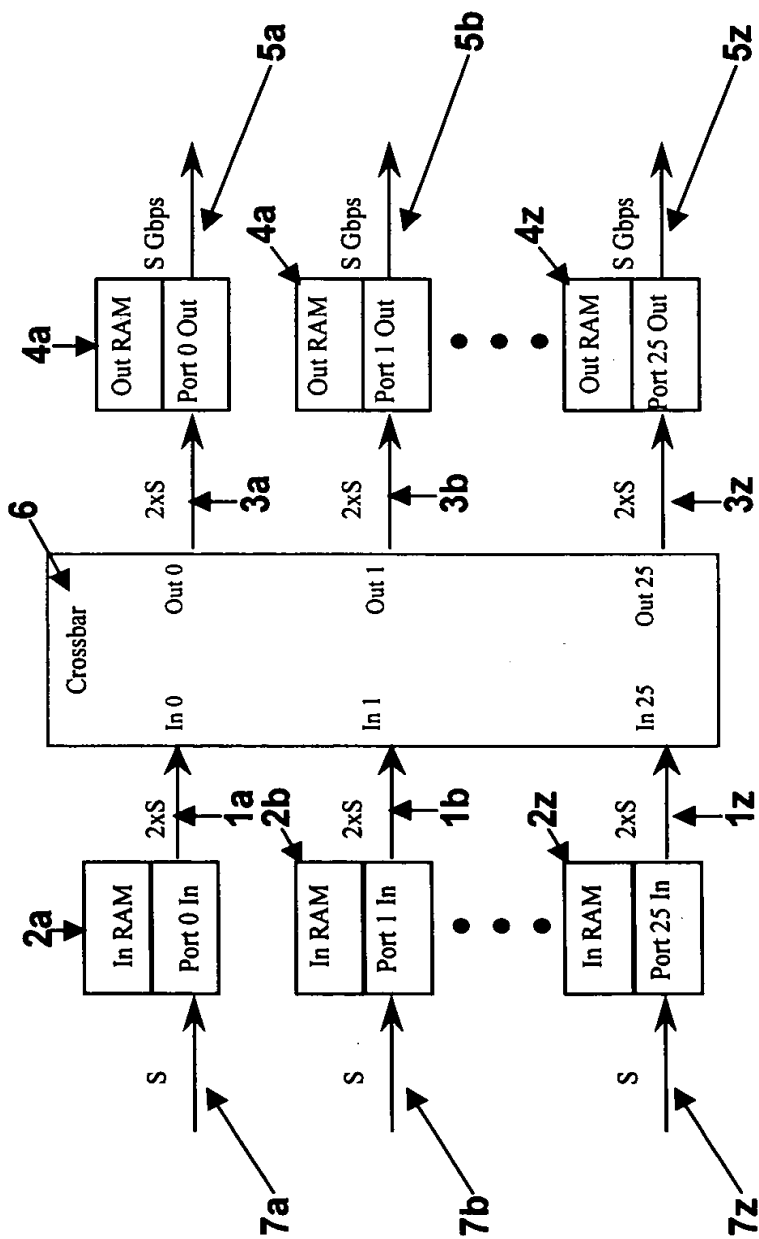 6
2a
4a
In RAM
Port 0 In
S
7a
2xS
1a
Crossbar
In 0
Out 0
2xS
3a
Out RAM
Port 0 Out
S Gbps
5a
2b
4a
In RAM
Port 1 In
S
7b
2xS
1b
In 1
Out 1
2xS
3b
Out RAM
Port 1 Out
S Gbps
5b
2z
4z
In RAM
Port 25 In
S
7z
2xS
1z
In 25
Out 25
2xS
3z
Out RAM
Port 25 Out
S Gbps
5z